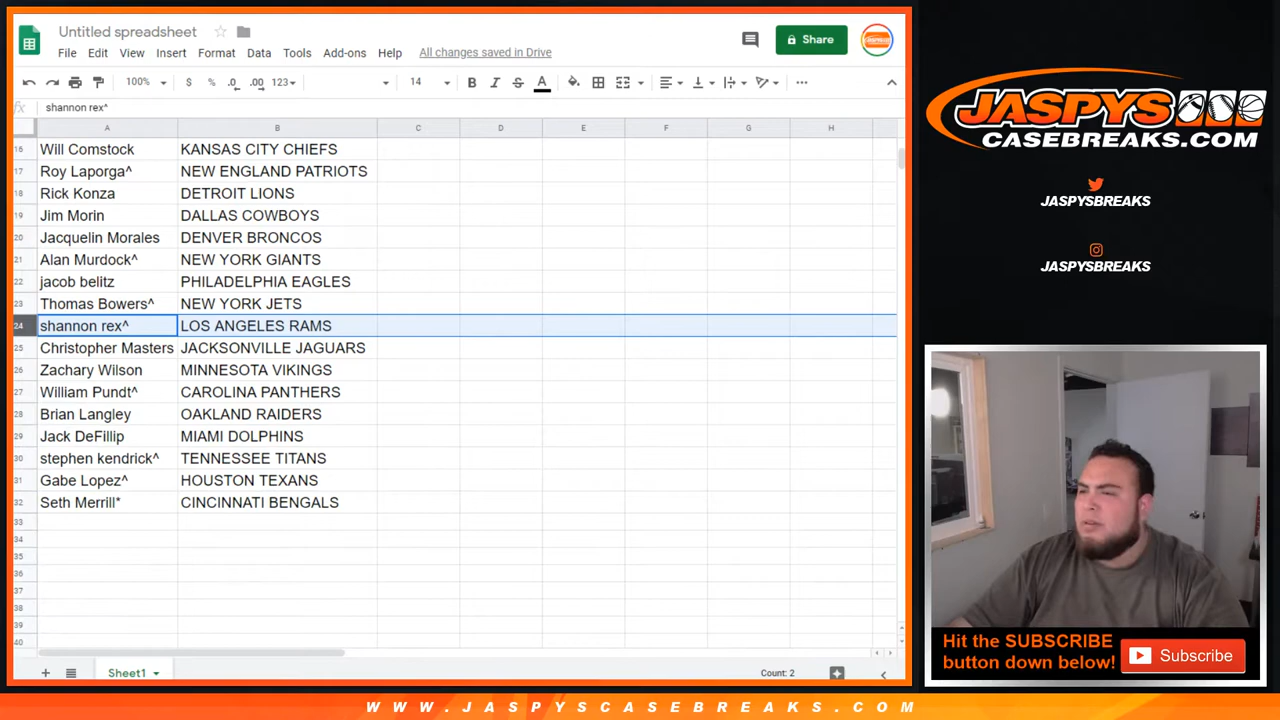 Untitled spreadsheet
File Edit View Insert Format Data Tools Add-ons Help All changes saved in Drive
Share
100% $ % .0 .00 123 14 B I S A
fx shannon rex^
A B C D E F G H
16 Will Comstock KANSAS CITY CHIEFS
17 Roy Laporga^ NEW ENGLAND PATRIOTS
18 Rick Konza DETROIT LIONS
19 Jim Morin DALLAS COWBOYS
20 Jacquelin Morales DENVER BRONCOS
21 Alan Murdock^ NEW YORK GIANTS
22 jacob belitz PHILADELPHIA EAGLES
23 Thomas Bowers^ NEW YORK JETS
24 shannon rex^ LOS ANGELES RAMS
25 Christopher Masters JACKSONVILLE JAGUARS
26 Zachary Wilson MINNESOTA VIKINGS
27 William Pundt^ CAROLINA PANTHERS
28 Brian Langley OAKLAND RAIDERS
29 Jack DeFillip MIAMI DOLPHINS
30 stephen kendrick^ TENNESSEE TITANS
31 Gabe Lopez^ HOUSTON TEXANS
32 Seth Merrill* CINCINNATI BENGALS
33
34
35
36
37
38
39
40
Sheet1 Count: 2
JASPYS
CASEBREAKS.COM
JASPYSBREAKS
JASPYSBREAKS
Hit the SUBSCRIBE
button down below!
Subscribe
WWW.JASPYSCASEBREAKS.COM